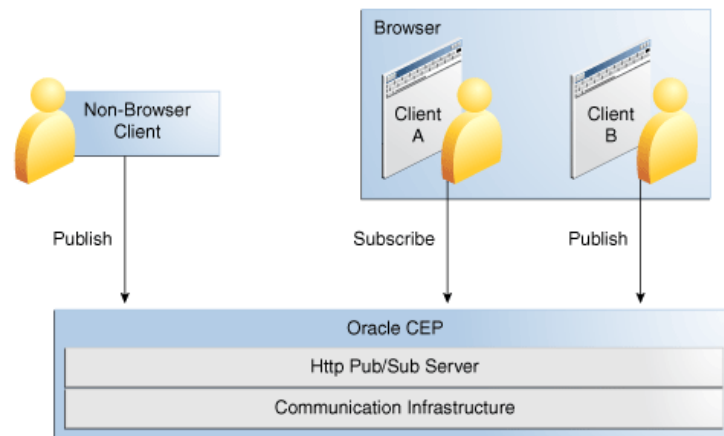 Browser
Non-Browser
Client
Client
A
Client
B
Publish
Subscribe
Publish
Oracle CEP
Http Pub/Sub Server
Communication Infrastructure